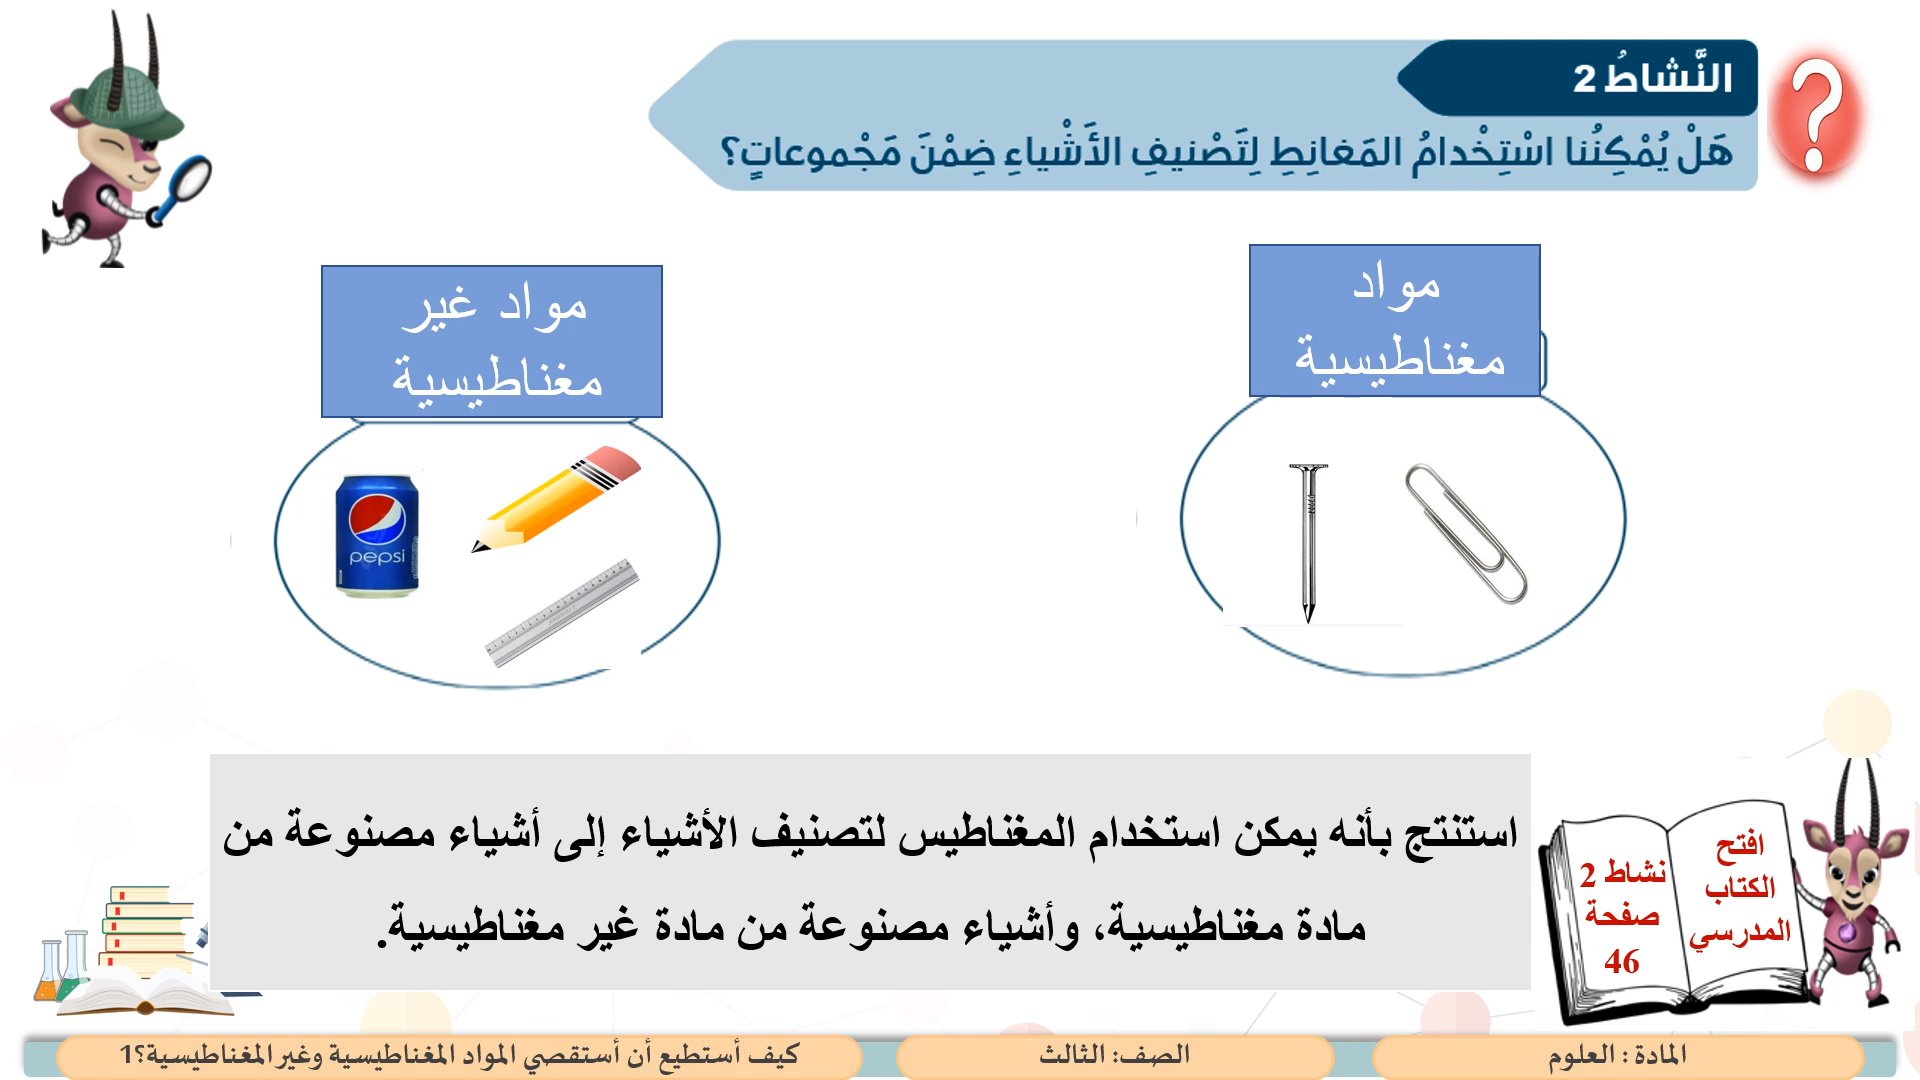 النَّشاطُ 2
هَلْ يُمْكِنُنا اسْتِخْدامُ المَغانِطِ لِتَصْنيفِ الأَشْياءِ ضِمْنَ مَجْموعاتٍ؟
?
مواد
مغناطيسية
مواد غير
مغناطيسية
pepsi
استنتج بأنه يمكن استخدام المغناطيس لتصنيف الأشياء إلى أشياء مصنوعة من
مادة مغناطيسية، وأشياء مصنوعة من مادة غير مغناطيسية.
افتح
الكتاب
المدرسي
نشاط 2
صفحة
46
المادة : العلوم
الصف: الثالث
كيف أستطيع أن أستقصي المواد المغناطيسية وغير المغناطيسية؟1